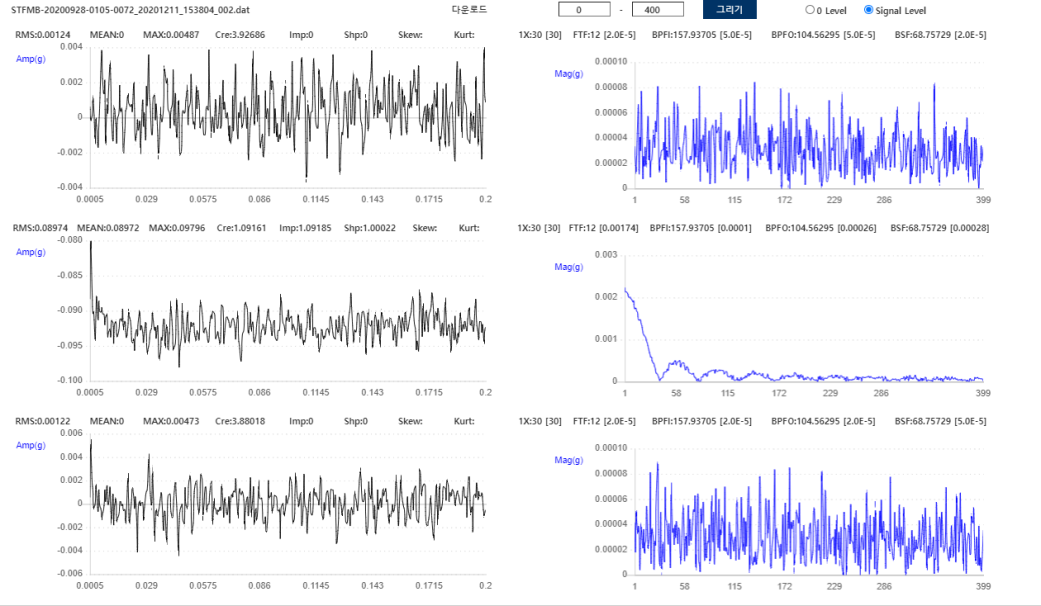 STFMB-20200928-0105-0072_20201211_153804_002.dat 다운로드 0 - 400 그리기 0 Level Signal Level
RMS:0.00124 MEAN:0 MAX:0.00487 Cre:3.92686 Imp:0 Shp:0 Skew: Kurt:
Amp(g)
0.004
0.002
0
-0.002
-0.004
0.0005 0.029 0.0575 0.086 0.1145 0.143 0.1715 0.2
1X:30 [30] FTF:12 [2.0E-5] BPFI:157.93705 [5.0E-5] BPFO:104.56295 [5.0E-5] BSF:68.75729 [2.0E-5]
Mag(g)
0.00010
0.00008
0.00006
0.00004
0.00002
0
1 58 115 172 229 286 399
RMS:0.08974 MEAN:0.08972 MAX:0.09796 Cre:1.09161 Imp:1.09185 Shp:1.00022 Skew: Kurt:
Amp(g)
-0.080
-0.085
-0.090
-0.095
-0.100
0.0005 0.029 0.0575 0.086 0.1145 0.143 0.1715 0.2
1X:30 [30] FTF:12 [0.00174] BPFI:157.93705 [0.0001] BPFO:104.56295 [0.00026] BSF:68.75729 [0.00028]
Mag(g)
0.003
0.002
0.001
0
1 58 115 172 229 286 399
RMS:0.00122 MEAN:0 MAX:0.00473 Cre:3.88018 Imp:0 Shp:0 Skew: Kurt:
Amp(g)
0.006
0.004
0.002
0
-0.002
-0.004
-0.006
0.0005 0.029 0.0575 0.086 0.1145 0.143 0.1715 0.2
1X:30 [30] FTF:12 [2.0E-5] BPFI:157.93705 [2.0E-5] BPFO:104.56295 [2.0E-5] BSF:68.75729 [5.0E-5]
Mag(g)
0.00010
0.00008
0.00006
0.00004
0.00002
0
1 58 115 172 229 286 399